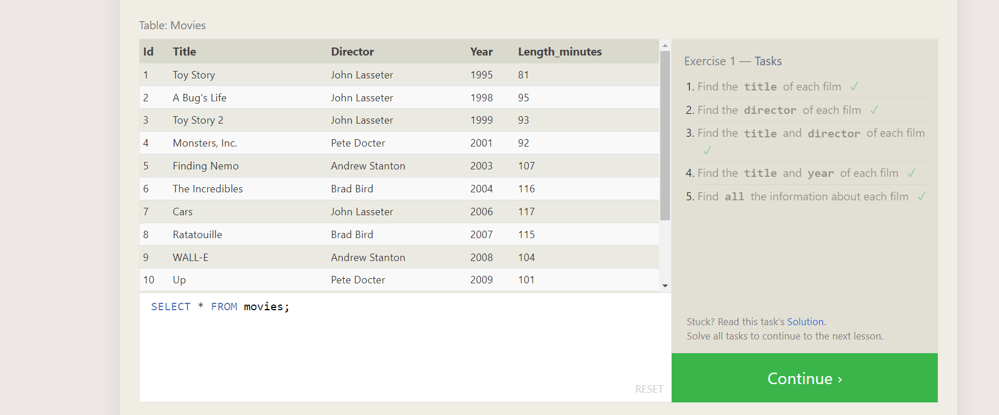 Table: Movies
Id Title Director Year Length_minutes
1 Toy Story John Lasseter 1995 81
2 A Bug's Life John Lasseter 1998 95
3 Toy Story 2 John Lasseter 1999 93
4 Monsters, Inc. Pete Docter 2001 92
5 Finding Nemo Andrew Stanton 2003 107
6 The Incredibles Brad Bird 2004 116
7 Cars John Lasseter 2006 117
8 Ratatouille Brad Bird 2007 115
9 WALL-E Andrew Stanton 2008 104
10 Up Pete Docter 2009 101
SELECT * FROM movies;
RESET
Exercise 1 — Tasks
1. Find the title of each film ✓
2. Find the director of each film ✓
3. Find the title and director of each film
✓
4. Find the title and year of each film ✓
5. Find all the information about each film ✓
Stuck? Read this task's Solution.
Solve all tasks to continue to the next lesson.
Continue ›